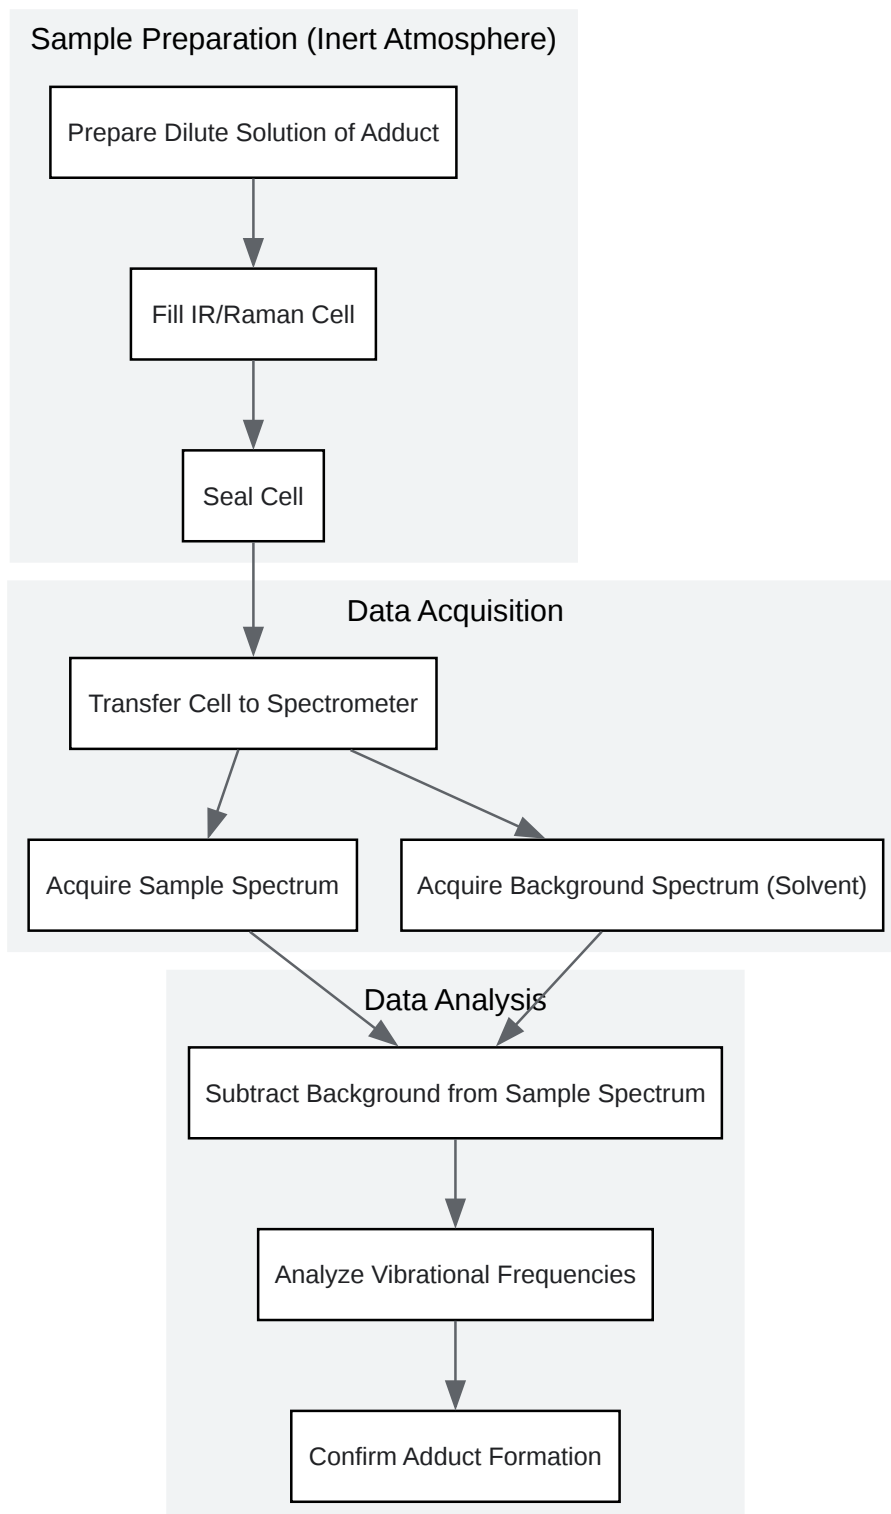 Sample Preparation (Inert Atmosphere)
Prepare Dilute Solution of Adduct
Fill IR/Raman Cell
Seal Cell
Data Acquisition
Transfer Cell to Spectrometer
Acquire Sample Spectrum
Acquire Background Spectrum (Solvent)
Data Analysis
Subtract Background from Sample Spectrum
Analyze Vibrational Frequencies
Confirm Adduct Formation